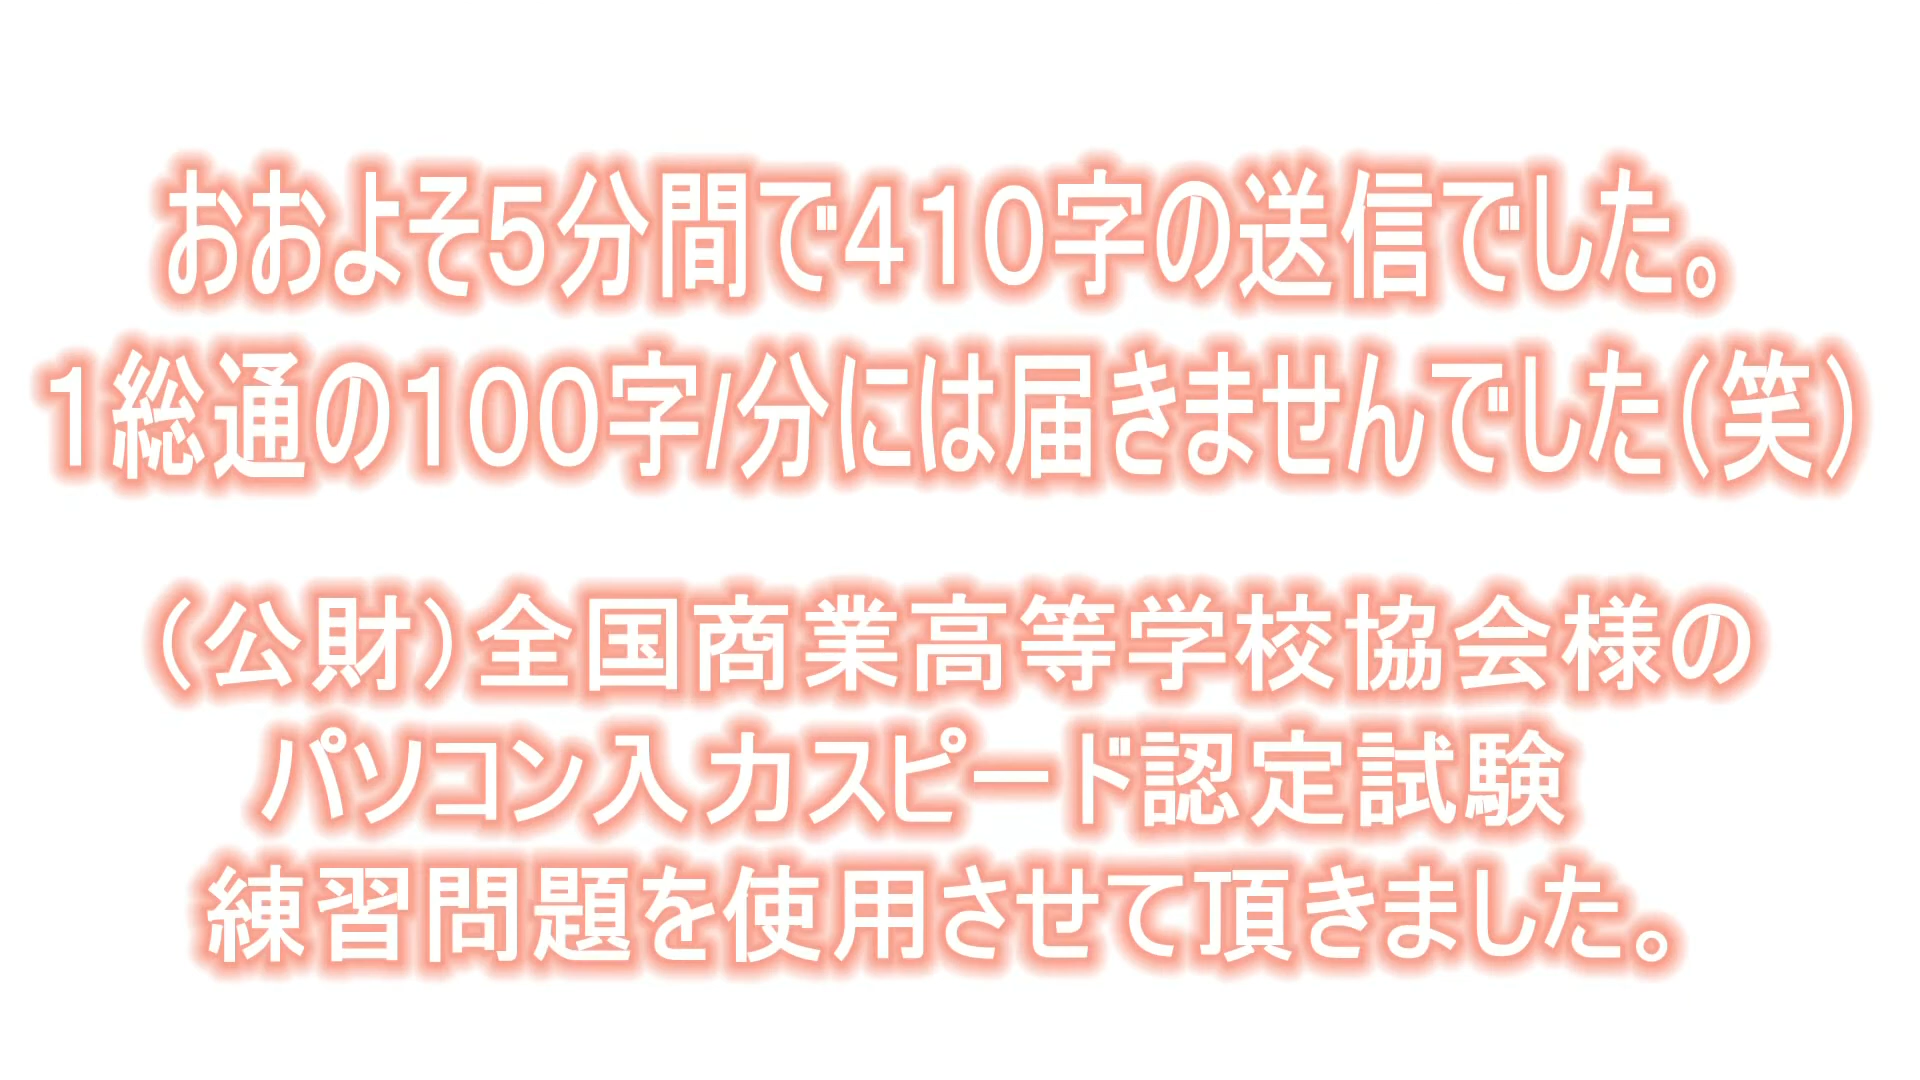 おおよそ5分間で410字の送信でした。
1総通の100字/分には届きませんでした(笑)
(公財)全国商業高等学校協会様の
パソコン入力スピード認定試験
練習問題を使用させて頂きました。